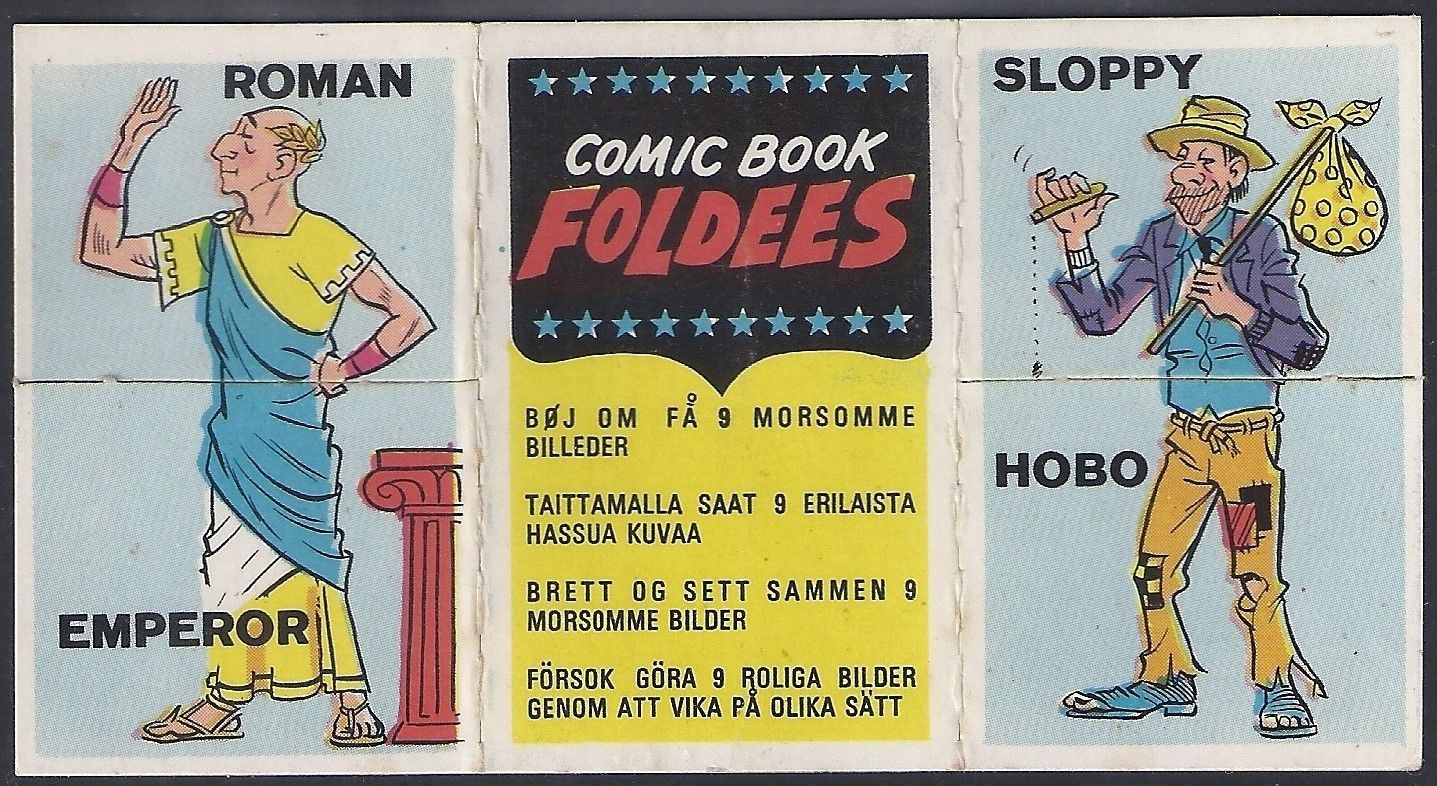 ROMAN
EMPEROR
COMIC BOOK
FOLDEES
BØJ OM FÅ 9 MORSOMME
BILLEDER
TAITTAMALLA SAAT 9 ERILAISTA
HASSUA KUVAA
BRETT OG SETT SAMMEN 9
MORSOMME BILDER
FÖRSOK GÖRA 9 ROLIGA BILDER
GENOM ATT VIKA PÅ OLIKA SÄTT
SLOPPY
HOBO